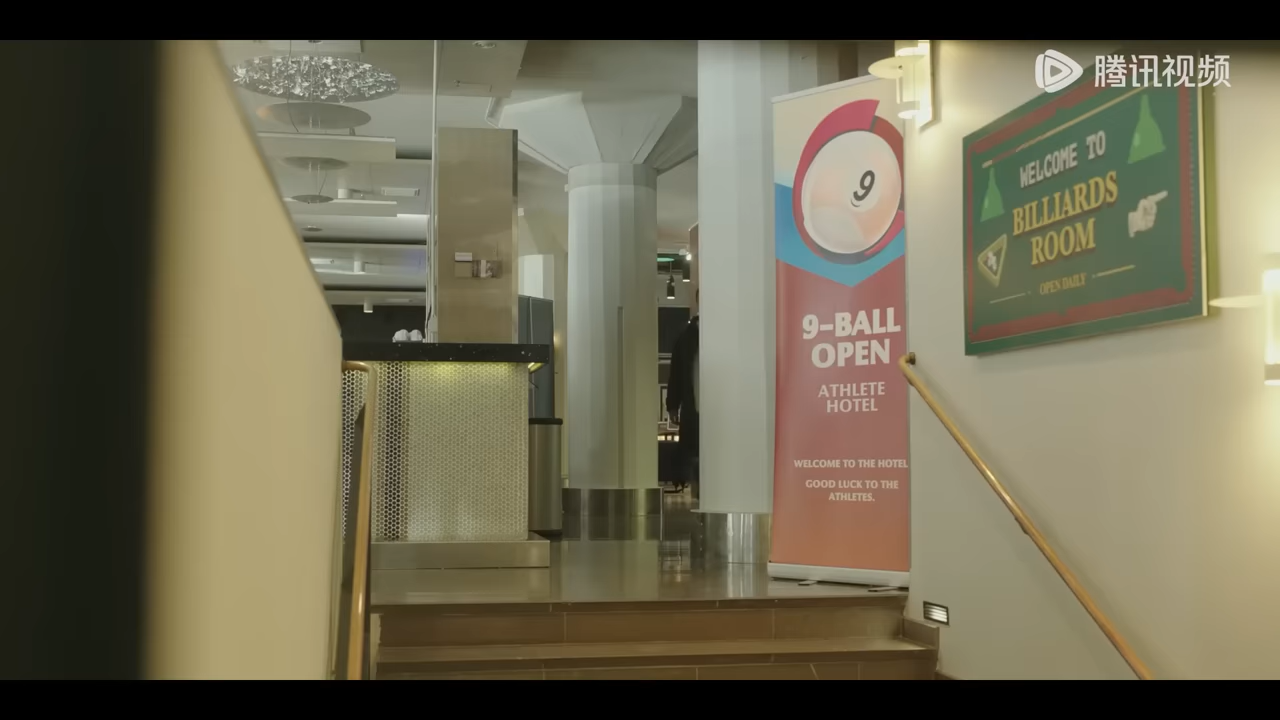 腾讯视频
WELCOME TO
BILLIARDS
ROOM
OPEN DAILY
9
9-BALL
OPEN
ATHLETE
HOTEL
WELCOME TO THE HOTEL
GOOD LUCK TO THE
ATHLETES.